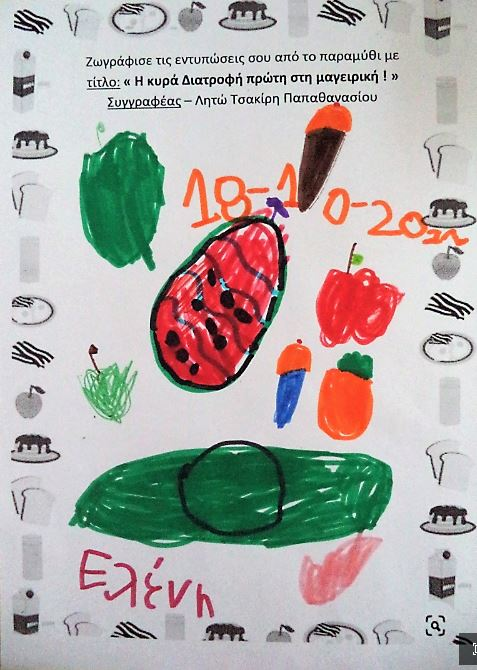 Ζωγράφισε τις εντυπώσεις σου από το παραμύθι με
τίτλο: « Η κυρά Διατροφή πρώτη στη μαγειρική ! »
Συγγραφέας – Λητώ Τσακίρη Παπαθανασίου
18-10-2022
Ελένη